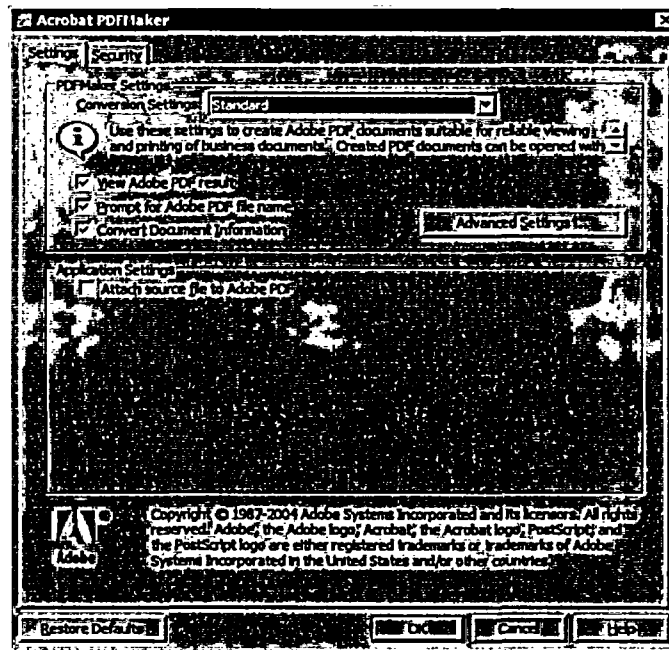 Acrobat PDFMaker
Settings Security
PDFMaker Settings
Conversion Settings: Standard
Use these settings to create Adobe PDF documents suitable for reliable viewing
and printing of business documents. Created PDF documents can be opened with
View Adobe PDF result
Prompt for Adobe PDF file name
Convert Document Information
Advanced Settings...
Application Settings
Attach source file to Adobe PDF
Copyright © 1987-2004 Adobe Systems Incorporated and its licensors. All rights
reserved. Adobe, the Adobe logo, Acrobat, the Acrobat logo, PostScript, and
the PostScript logo are either registered trademarks or trademarks of Adobe
Systems Incorporated in the United States and/or other countries.
Adobe
Restore Defaults OK Cancel Help